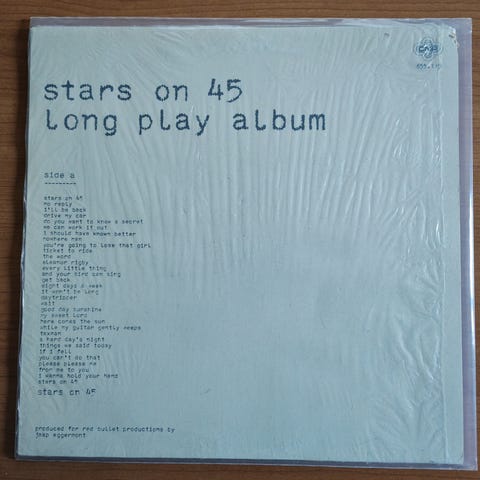 stars on 45
long play album
side a
---------
stars on 45
no reply
i'll be back
drive my car
do you want to know a secret
we can work it out
i should have known better
nowhere man
you're going to lose that girl
ticket to ride
the word
eleanor rigby
every little thing
and your bird can sing
get back
eight days a week
it won't be long
daytripper
wait
good day sunshine
my sweet lord
here comes the sun
while my guitar gently weeps
taxman
a hard day's night
things we said today
if i fell
you can't do that
please please me
from me to you
i wanna hold your hand
stars on 45
stars on 45
produced for red bullet productions by
jaap eggermont